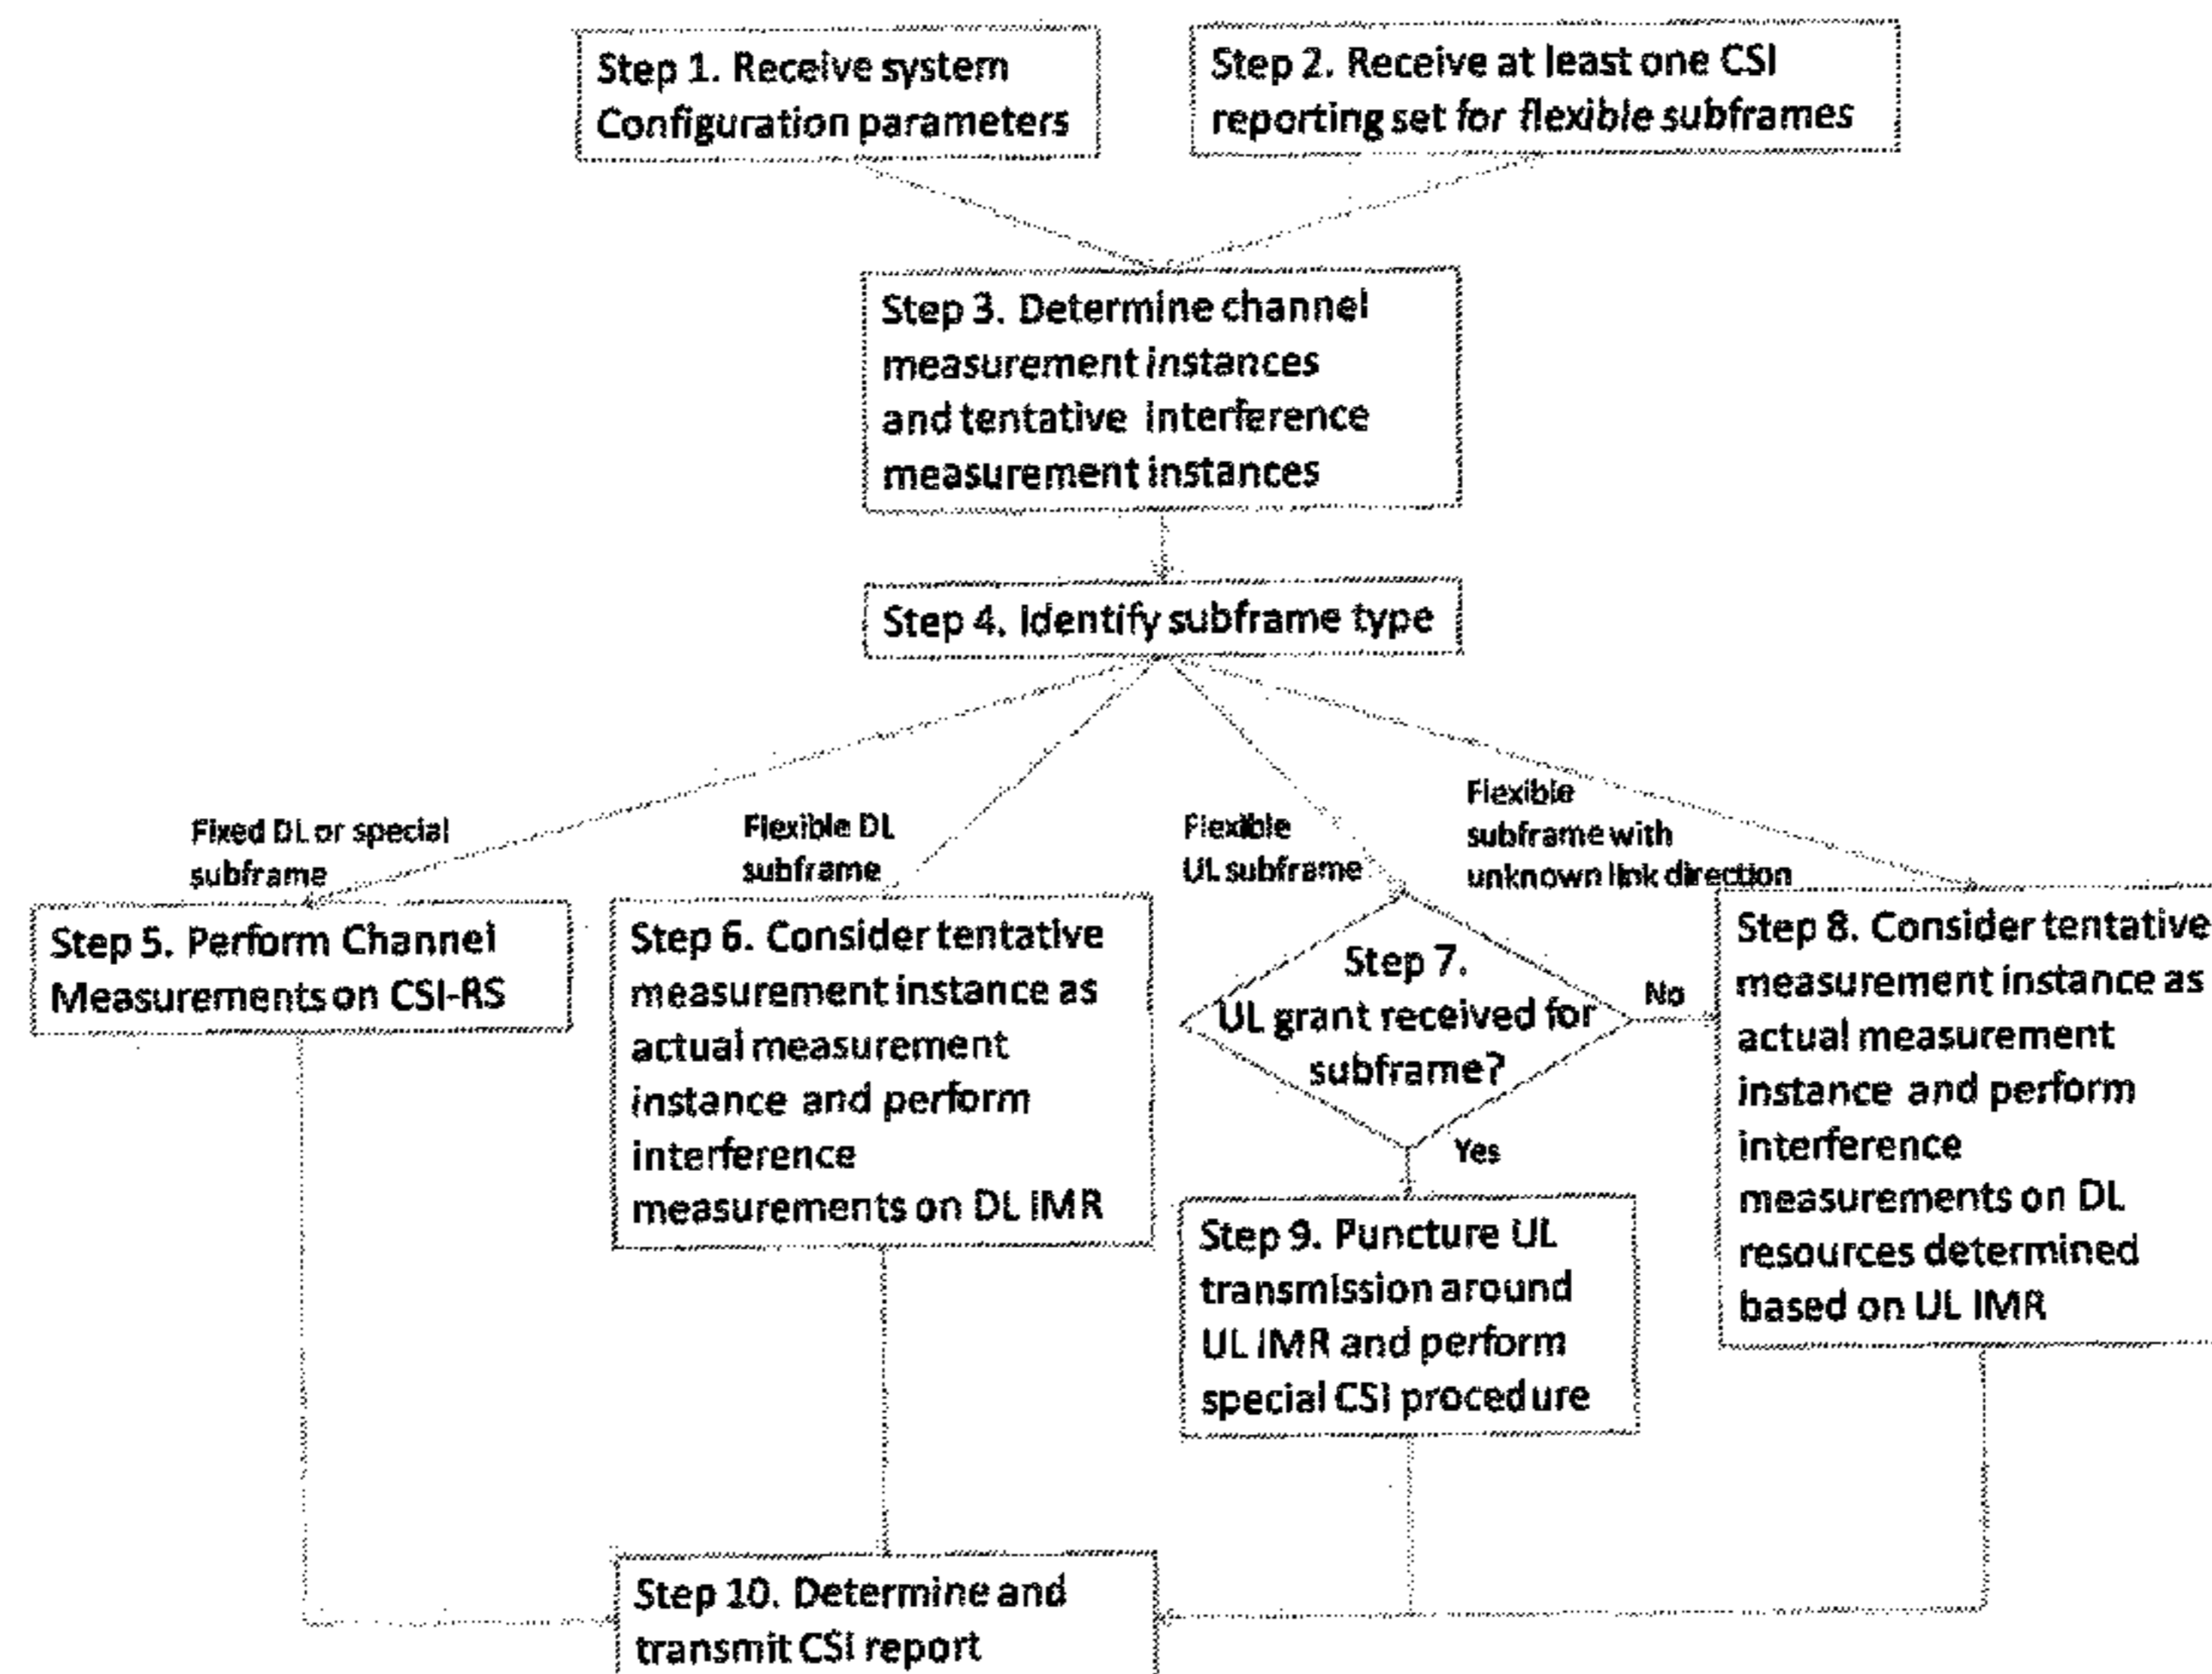 Step 1. Receive system
Configuration parameters
Step 2. Receive at least one CSI
reporting set for flexible subframes
Step 3. Determine channel
measurement instances
and tentative interference
measurement instances
Step 4. Identify subframe type
Fixed DL or special
subframe
Flexible DL
subframe
Flexible
UL subframe
Flexible
subframe with
unknown link direction
Step 5. Perform Channel
Measurements on CSI-RS
Step 6. Consider tentative
measurement instance as
actual measurement
instance and perform
interference
measurements on DL IMR
Step 7.
UL grant received for
subframe?
No
Yes
Step 8. Consider tentative
measurement instance as
actual measurement
instance and perform
interference
measurements on DL
resources determined
based on UL IMR
Step 9. Puncture UL
transmission around
UL IMR and perform
special CSI procedure
Step 10. Determine and
transmit CSI report